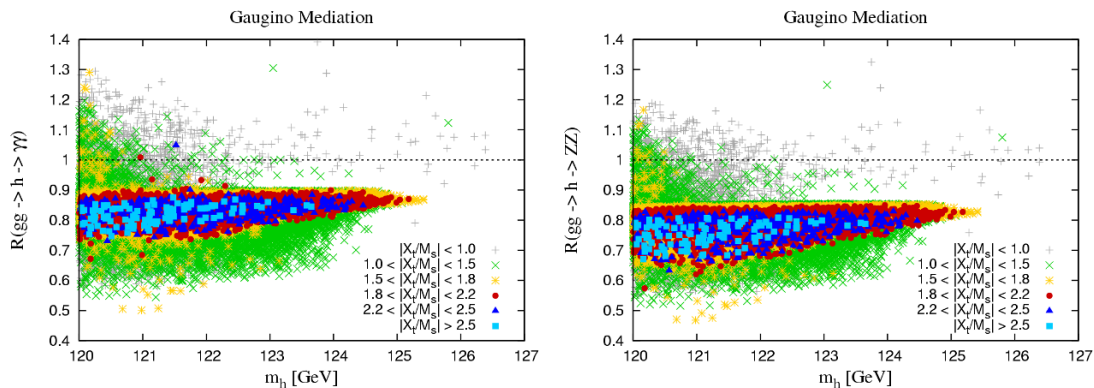 Gaugino Mediation
R(gg -> h -> γγ)
1.4
1.3
1.2
1.1
1
0.9
0.8
0.7
0.6
0.5
0.4
|X_t/M_s| < 1.0
1.0 < |X_t/M_s| < 1.5
1.5 < |X_t/M_s| < 1.8
1.8 < |X_t/M_s| < 2.2
2.2 < |X_t/M_s| < 2.5
|X_t/M_s| > 2.5
120 121 122 123 124 125 126 127
m_h [GeV]
Gaugino Mediation
R(gg -> h -> ZZ)
1.4
1.3
1.2
1.1
1
0.9
0.8
0.7
0.6
0.5
0.4
|X_t/M_s| < 1.0
1.0 < |X_t/M_s| < 1.5
1.5 < |X_t/M_s| < 1.8
1.8 < |X_t/M_s| < 2.2
2.2 < |X_t/M_s| < 2.5
|X_t/M_s| > 2.5
120 121 122 123 124 125 126 127
m_h [GeV]